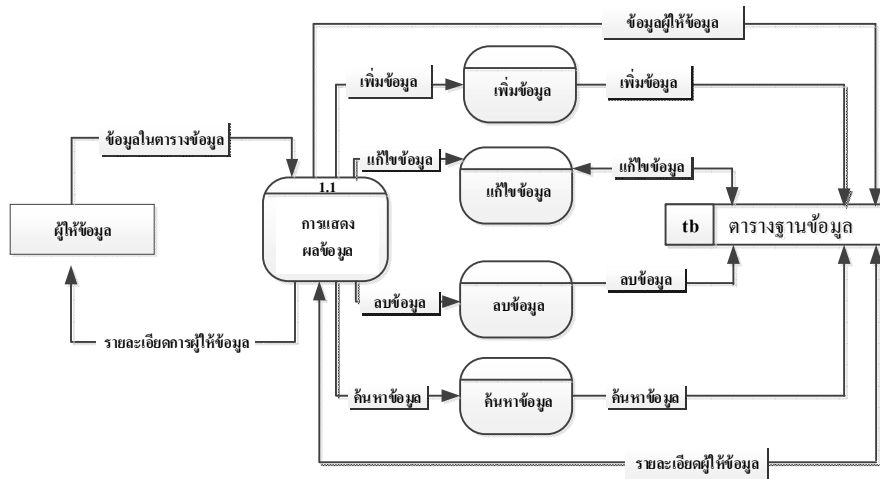 ข้อมูลผู้ให้ข้อมูล
เพิ่มข้อมูล
เพิ่มข้อมูล
เพิ่มข้อมูล
ข้อมูลในตารางข้อมูล
แก้ไขข้อมูล
แก้ไขข้อมูล
แก้ไขข้อมูล
1.1
การแสดง
ผลข้อมูล
ผู้ให้ข้อมูล
tb ตารางฐานข้อมูล
ลบข้อมูล
ลบข้อมูล
ลบข้อมูล
รายละเอียดการผู้ให้ข้อมูล
ค้นหาข้อมูล
ค้นหาข้อมูล
ค้นหาข้อมูล
รายละเอียดผู้ให้ข้อมูล